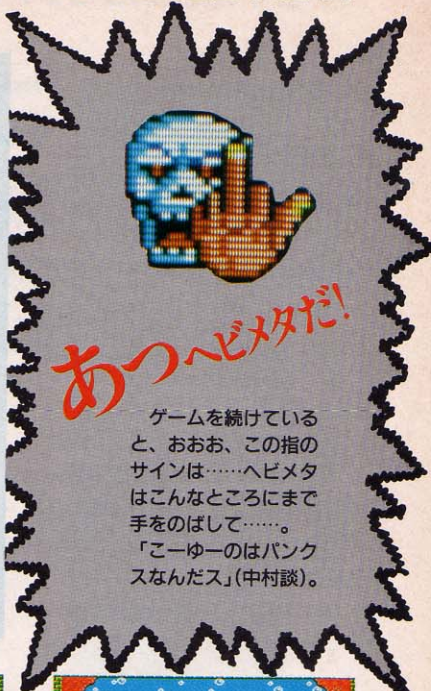 あつヘビメタだ!
ゲームを続けている
と、おおお、この指の
サインは……ヘビメタ
はこんなところにまで
手をのばして……。
「こーゆーのはパンク
スなんだス」(中村談)。